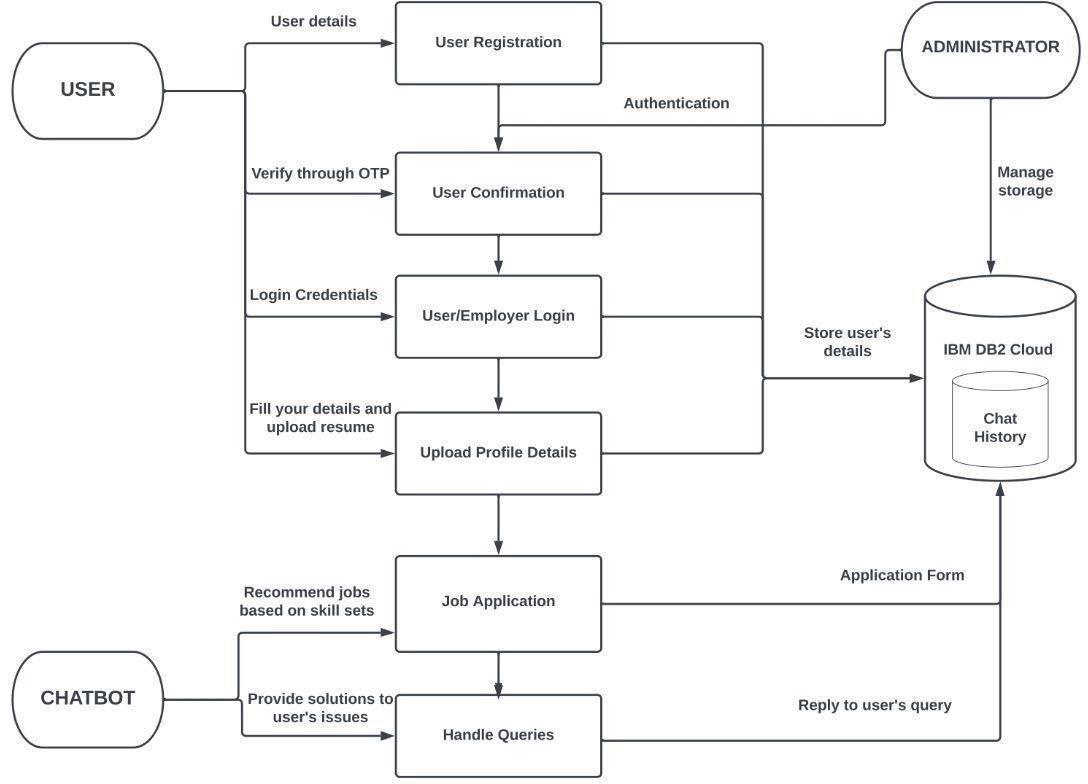 User details
User Registration
ADMINISTRATOR
USER
Authentication
Verify through OTP
User Confirmation
Manage
storage
Login Credentials
User/Employer Login
Store user's
details
IBM DB2 Cloud
Fill your details and
upload resume
Upload Profile Details
Chat
History
Recommend jobs
based on skill sets
Job Application
Application Form
CHATBOT
Provide solutions to
user's issues
Handle Queries
Reply to user's query